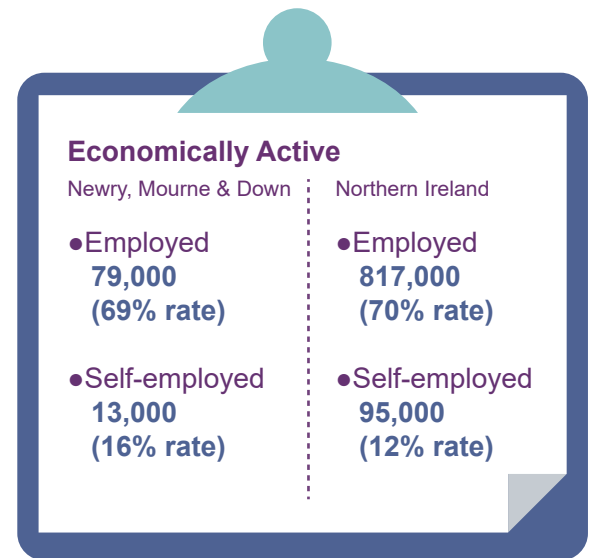 Economically Active
Newry, Mourne & Down
●Employed
79,000
(69% rate)
●Self-employed
13,000
(16% rate)
Northern Ireland
●Employed
817,000
(70% rate)
●Self-employed
95,000
(12% rate)